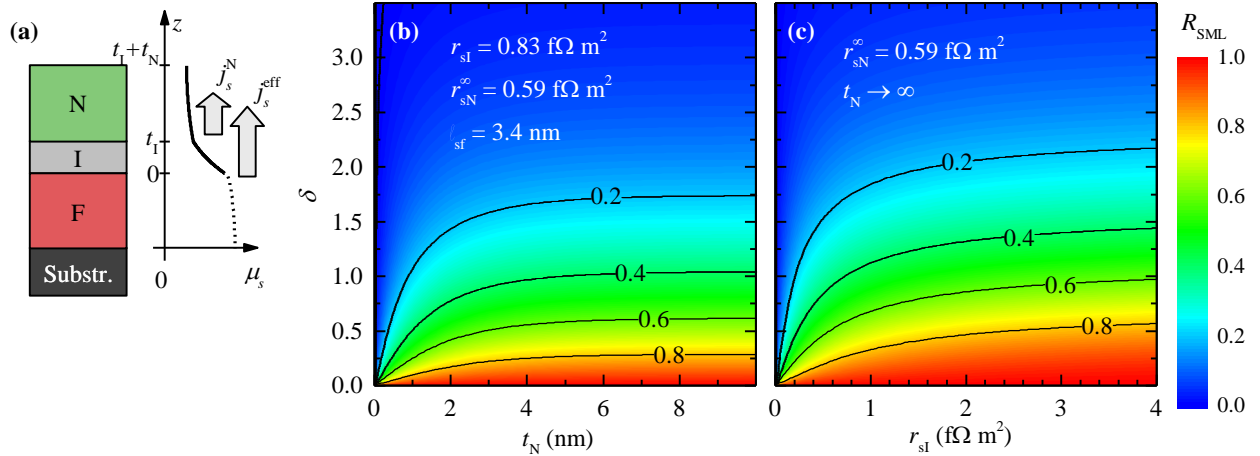 (a)
z
t_I+t_N
t_I
0
N
I
F
Substr.
j_s^N
j_s^eff
0
μ_s
(b)
r_sI = 0.83 fΩ m²
r_sN^∞ = 0.59 fΩ m²
ℓ_sf = 3.4 nm
δ
3.5
3.0
2.5
2.0
1.5
1.0
0.5
0.0
0.2
0.4
0.6
0.8
0 2 4 6 8
t_N (nm)
(c)
r_sN^∞ = 0.59 fΩ m²
t_N → ∞
0.2
0.4
0.6
0.8
0 1 2 3 4
r_sI (fΩ m²)
R_SML
1.0
0.8
0.6
0.4
0.2
0.0